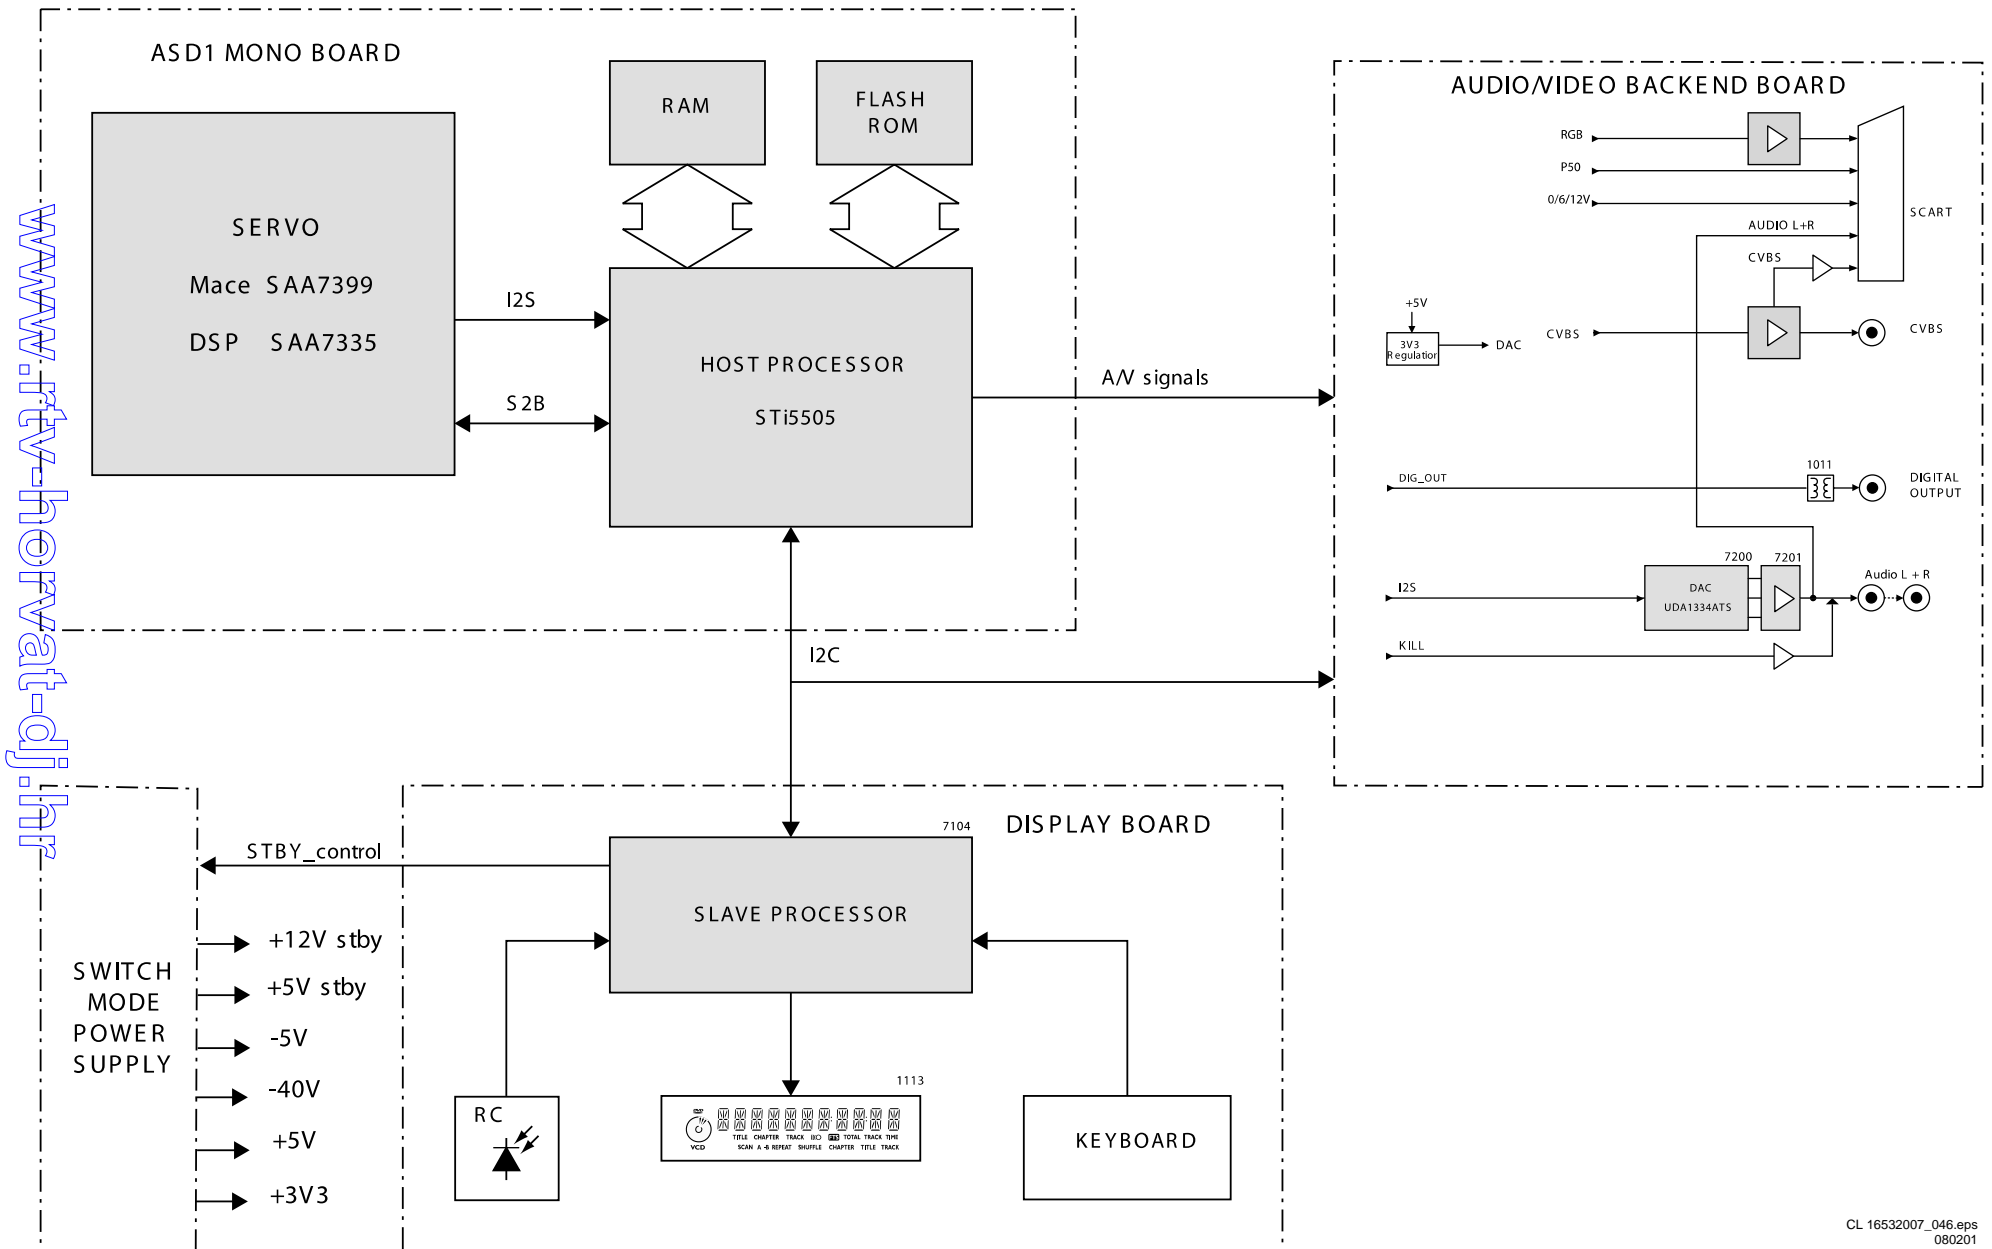 ASD1 MONO BOARD
RAM
FLASH
ROM
SERVO
Mace SAA7399
DSP SAA7335
I2S
S2B
HOST PROCESSOR
STi5505
A/V signals
I2C
AUDIO/VIDEO BACKEND BOARD
RGB
P50
0/6/12V
AUDIO L+R
CVBS
SCART
+5V
3V3
Regulation
DAC
CVBS
CVBS
DIG_OUT
1011
DIGITAL
OUTPUT
I2S
7200
7201
DAC
UDA1334ATS
Audio L + R
KILL
www.rtv-horvat-dj.hr
STBY_control
SWITCH
MODE
POWER
SUPPLY
+12V stby
+5V stby
-5V
-40V
+5V
+3V3
DISPLAY BOARD
7104
SLAVE PROCESSOR
RC
1113
VCD
TITLE CHAPTER TRACK FTS TOTAL TRACK TIME
SCAN A -B REPEAT SHUFFLE CHAPTER TITLE TRACK
KEYBOARD
CL 16532007_046.eps
080201